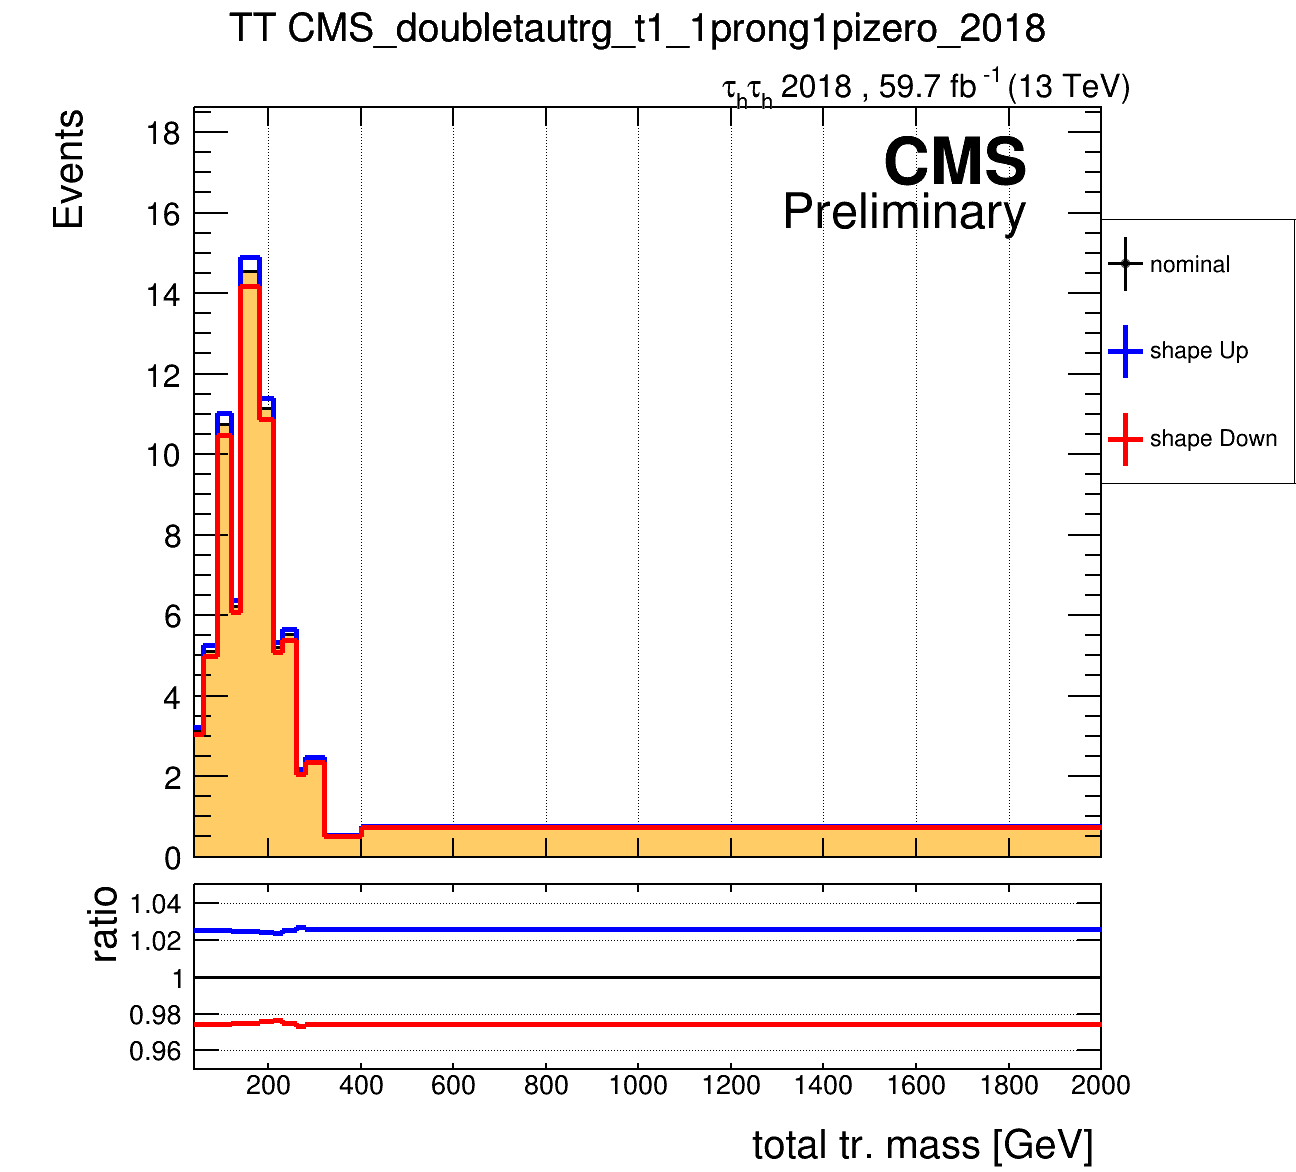 TT CMS_doubletautrg_t1_1prong1pizero_2018
τhτh 2018 , 59.7 fb -1 (13 TeV)
Events
CMS
Preliminary
18
16
14
12
10
8
6
4
2
0
nominal
shape Up
shape Down
ratio
1.04
1.02
1
0.98
0.96
200 400 600 800 1000 1200 1400 1600 1800 2000
total tr. mass [GeV]